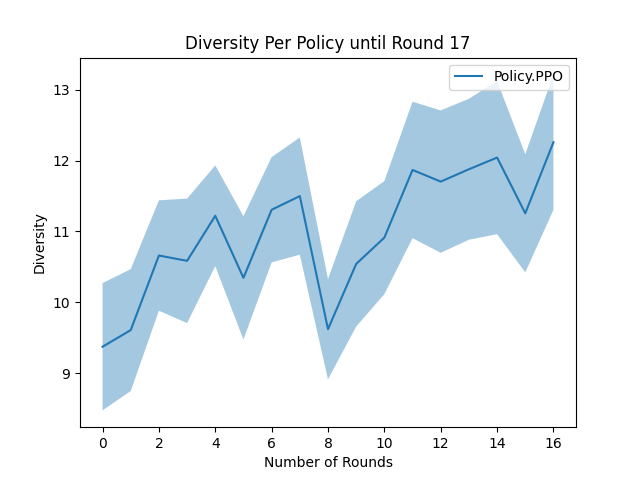 Diversity Per Policy until Round 17
Policy.PPO
Diversity
13
12
11
10
9
0 2 4 6 8 10 12 14 16
Number of Rounds